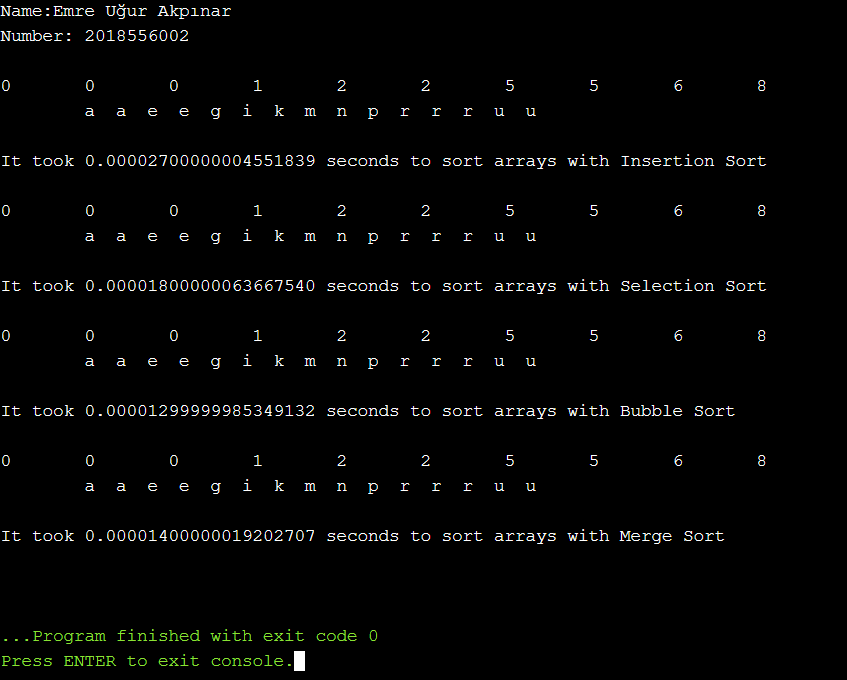 Name:Emre Uğur Akpınar
Number: 2018556002
0 0 0 1 2 2 5 5 6 8
a a e e g i k m n p r r r u u
It took 0.00002700000004551839 seconds to sort arrays with Insertion Sort
0 0 0 1 2 2 5 5 6 8
a a e e g i k m n p r r r u u
It took 0.00001800000063667540 seconds to sort arrays with Selection Sort
0 0 0 1 2 2 5 5 6 8
a a e e g i k m n p r r r u u
It took 0.00001299999985349132 seconds to sort arrays with Bubble Sort
0 0 0 1 2 2 5 5 6 8
a a e e g i k m n p r r r u u
It took 0.00001400000019202707 seconds to sort arrays with Merge Sort
...Program finished with exit code 0
Press ENTER to exit console.